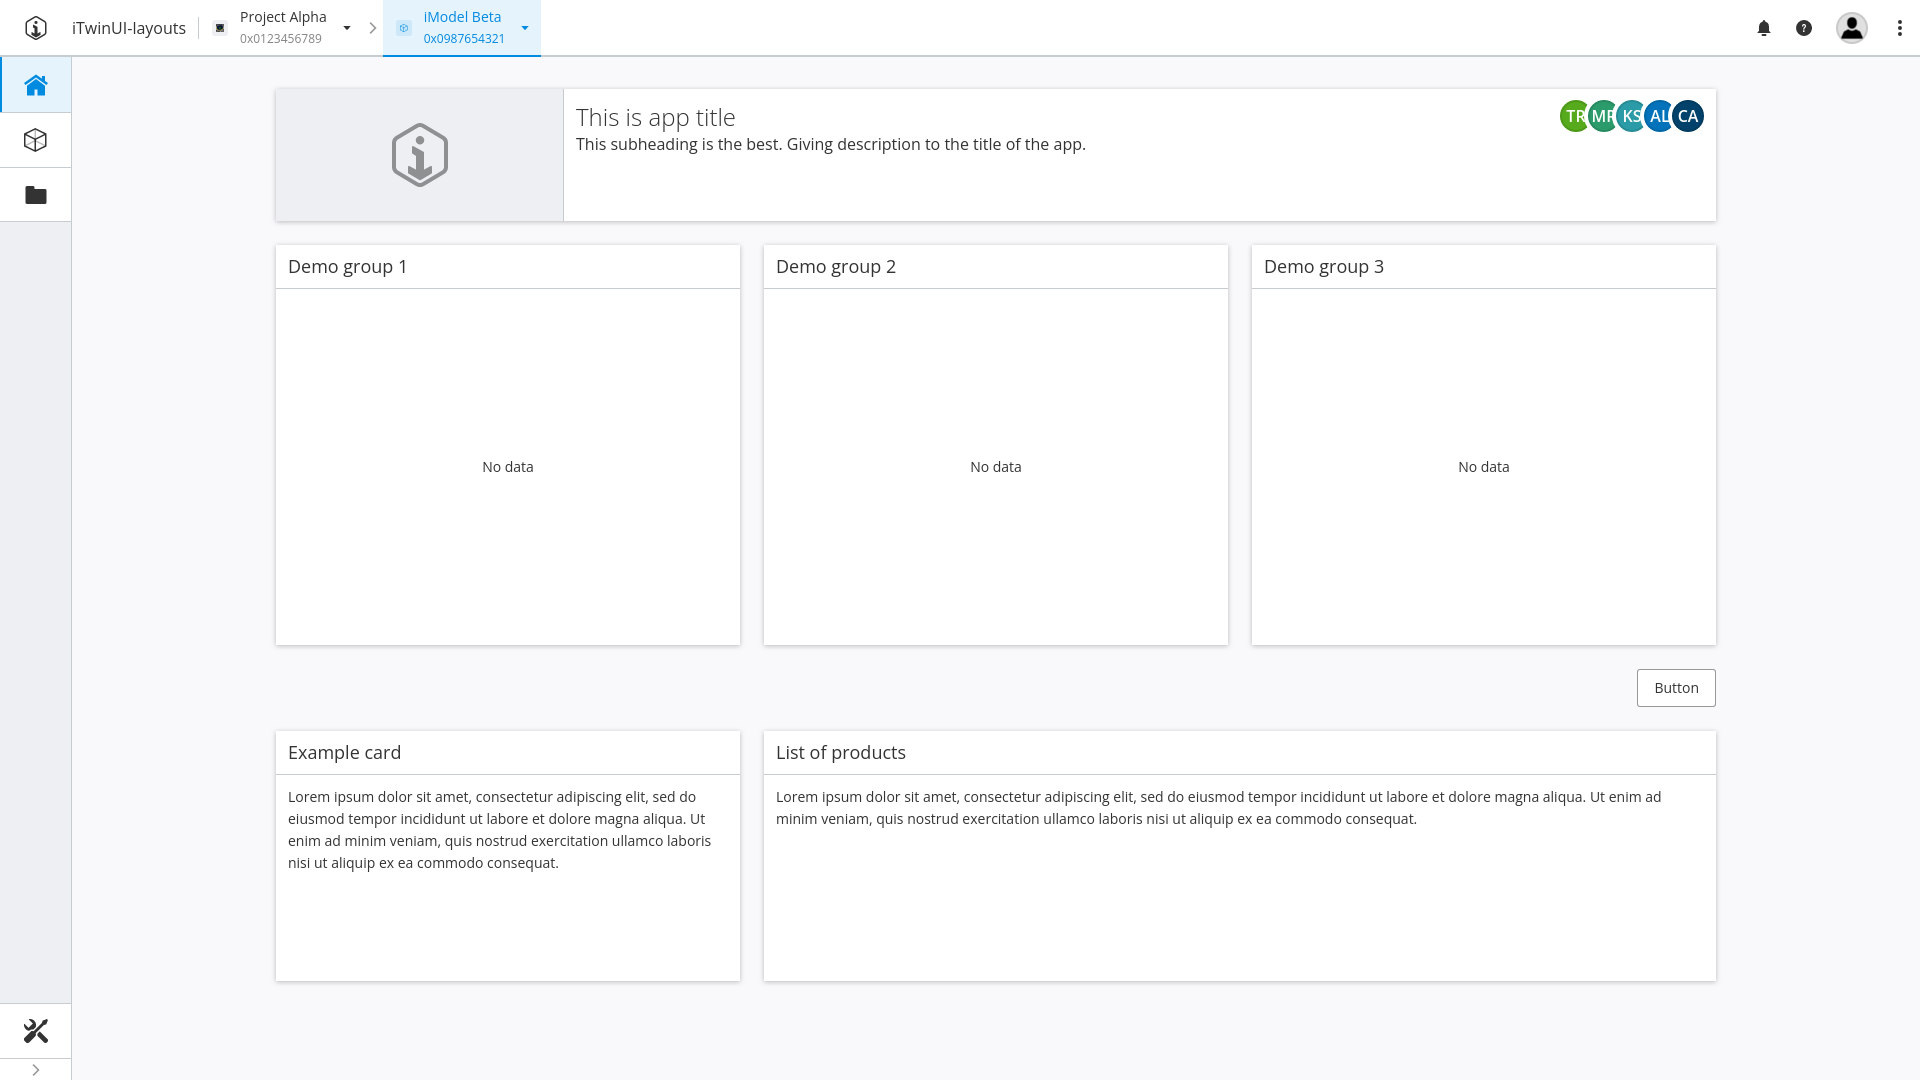 iTwinUI-layouts
Project Alpha
0x0123456789
iModel Beta
0x0987654321
This is app title
This subheading is the best. Giving description to the title of the app.
TR
MP
KS
AL
CA
Demo group 1
Demo group 2
Demo group 3
No data
No data
No data
Button
Example card
Lorem ipsum dolor sit amet, consectetur adipiscing elit, sed do
eiusmod tempor incididunt ut labore et dolore magna aliqua. Ut
enim ad minim veniam, quis nostrud exercitation ullamco laboris
nisi ut aliquip ex ea commodo consequat.
List of products
Lorem ipsum dolor sit amet, consectetur adipiscing elit, sed do eiusmod tempor incididunt ut labore et dolore magna aliqua. Ut enim ad
minim veniam, quis nostrud exercitation ullamco laboris nisi ut aliquip ex ea commodo consequat.